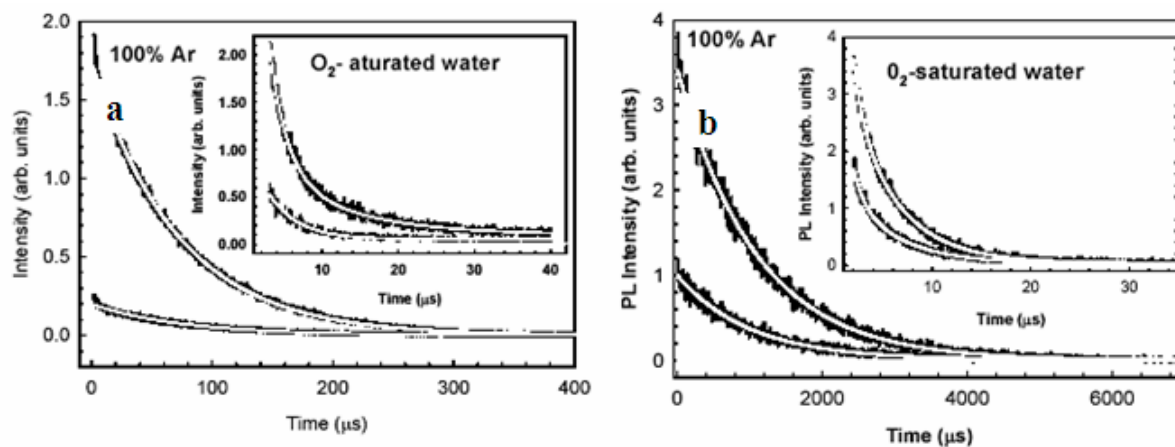 2.0
1.5
1.0
0.5
0.0
Intensity (arb. units)
100% Ar
a
0
100
200
300
400
Time (μs)
2.00
1.50
1.00
0.50
0.00
Intensity (arb. units)
O2- aturated water
10
20
30
40
Time (μs)
4
3
2
1
0
PL Intensity (arb. units)
100% Ar
b
0
2000
4000
6000
Time (μs)
4
3
2
1
0
PL Intensity (arb. units)
02-saturated water
10
20
30
Time (μs)